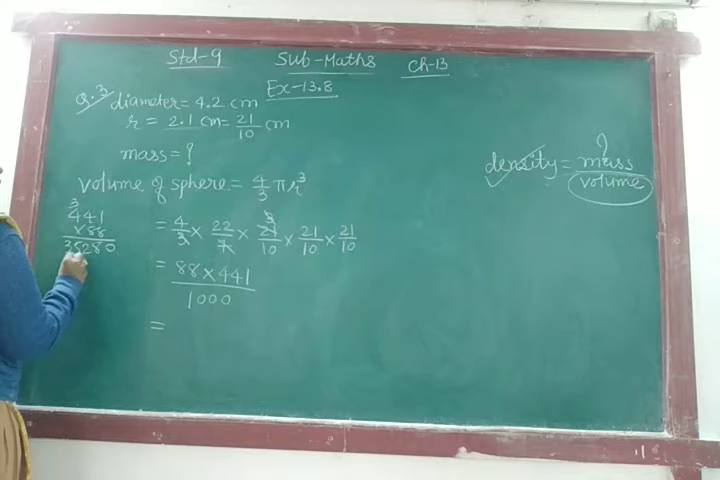 Std-9 Sub-Maths Ch-13
Ex-13.8
Q.3 diameter = 4.2 cm
r = 2.1 cm = 21/10 cm
mass = ?
density = mass/volume
?
volume of sphere = 4/3 πr³
= 4/3 × 22/7 × 21/10 × 21/10 × 21/10
3
3
441
×88
35280
= 88×441/1000
=